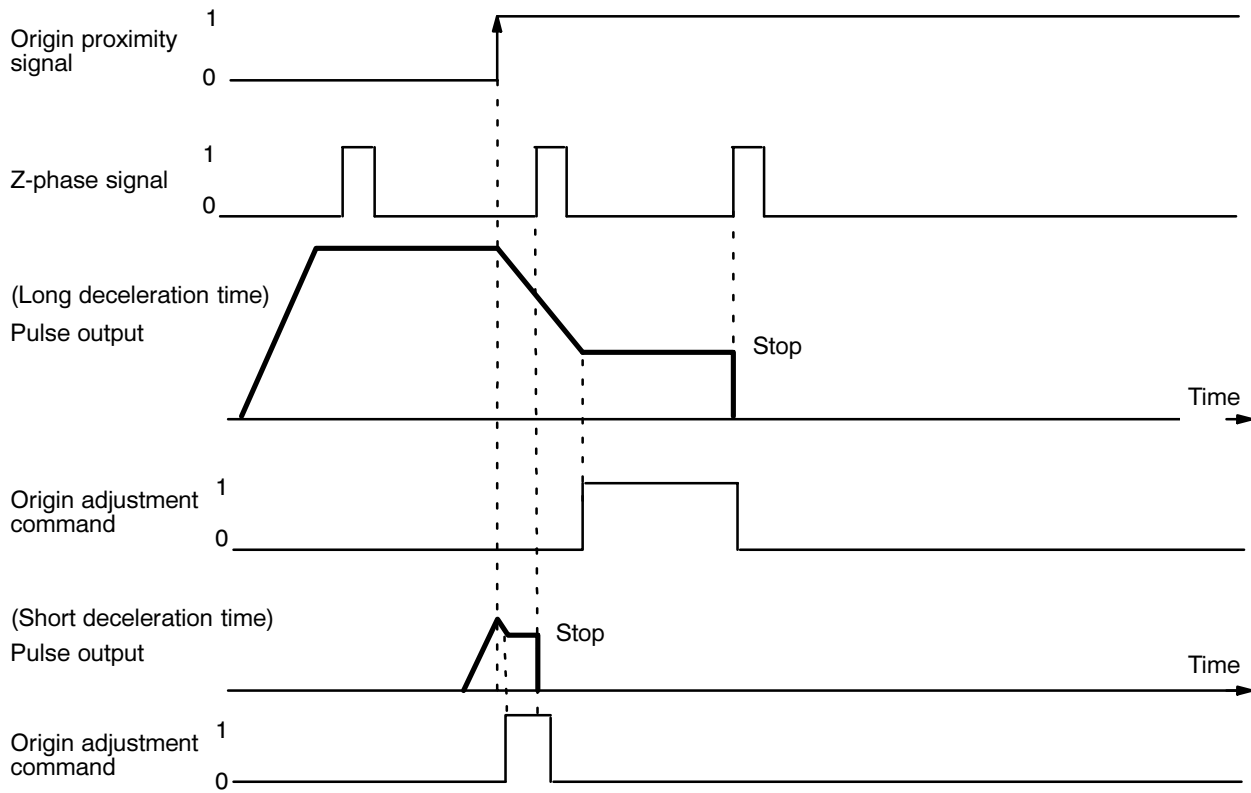 1
Origin proximity
signal
0
1
Z-phase signal
0
(Long deceleration time)
Pulse output
Stop
Time
Origin adjustment
command
1
0
(Short deceleration time)
Pulse output
Stop
Time
1
Origin adjustment
command
0